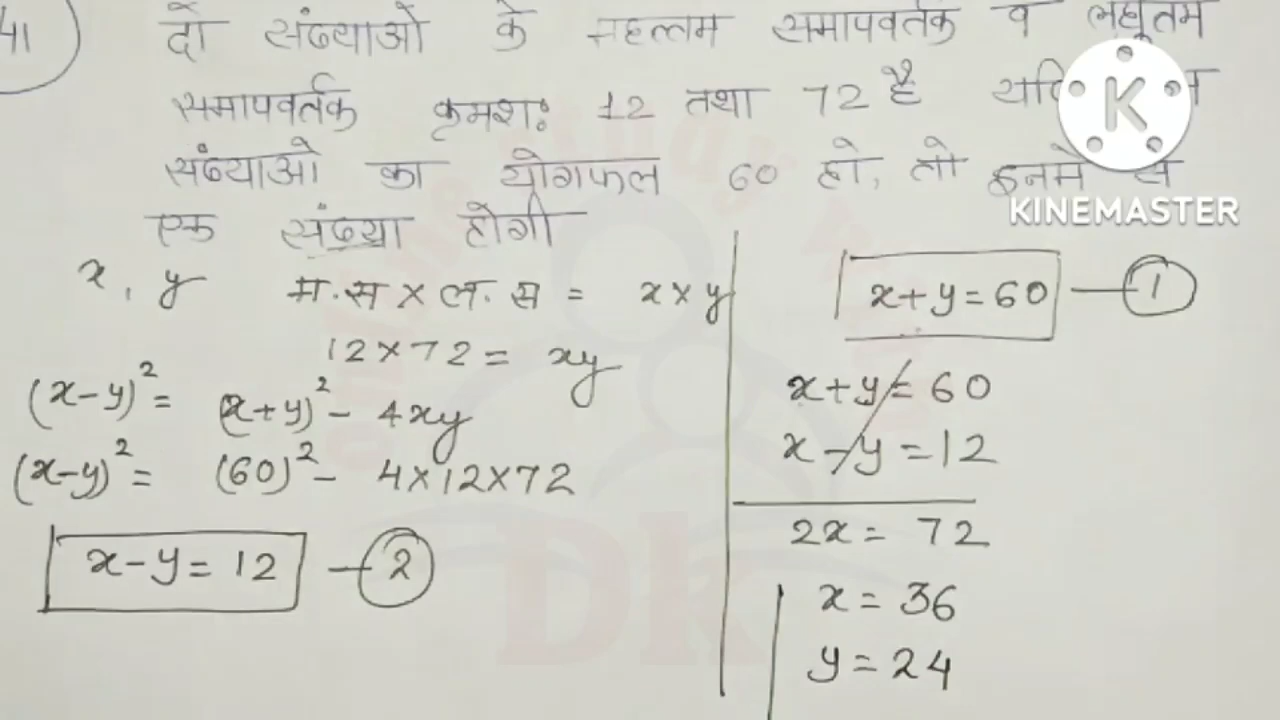 41
दो संख्याओं के महत्तम समापवर्तक व लघुतम
समापवर्तक क्रमशः 12 तथा 72 है
संख्याओ का योगफल 60 हो, तो इनमें से
एक संख्या होगी
K
KINEMASTER
x, y म.स × ल.स = x × y
12×72 = xy
(x-y)² = (x+y)² - 4xy
(x-y)² = (60)² - 4×12×72
x-y = 12 — 2
x+y = 60 — 1
x+y = 60
x-y = 12
2x = 72
x = 36
y = 24
Dk